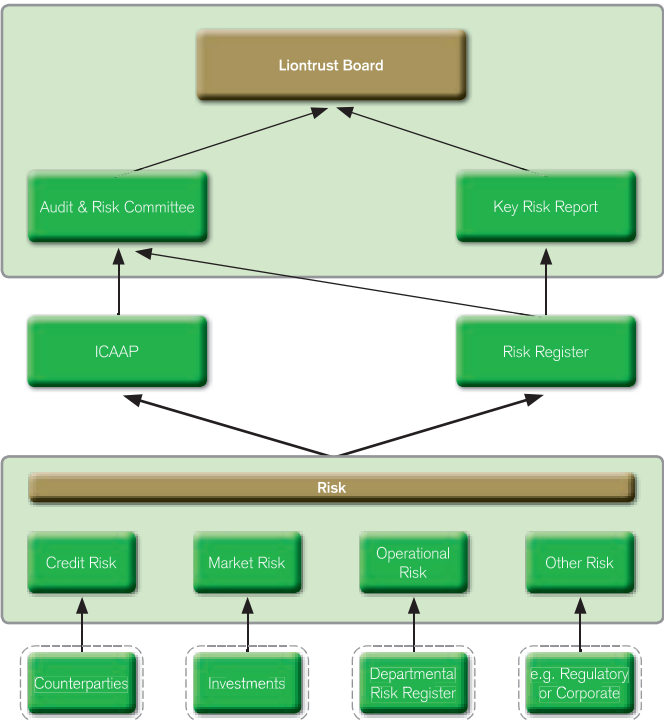 Liontrust Board
Audit & Risk Committee
Key Risk Report
ICAAP
Risk Register
Risk
Credit Risk
Market Risk
Operational
Risk
Other Risk
Counterparties
Investments
Departmental
Risk Register
e.g. Regulatory
or Corporate